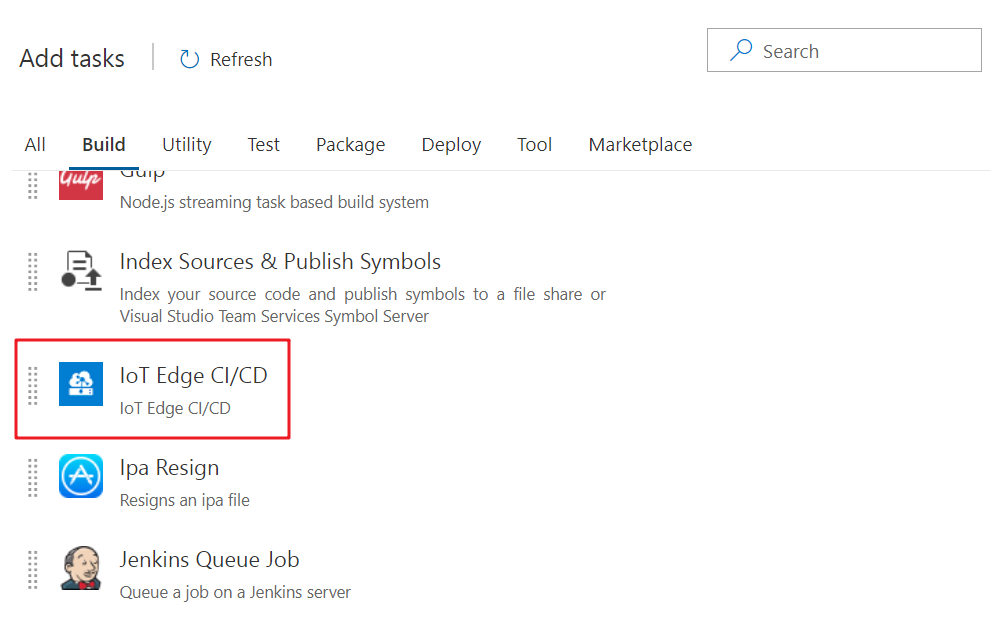 Add tasks
Refresh
Search
All Build Utility Test Package Deploy Tool Marketplace
Gulp
Gulp
Node.js streaming task based build system
Index Sources & Publish Symbols
Index your source code and publish symbols to a file share or
Visual Studio Team Services Symbol Server
IoT Edge CI/CD
IoT Edge CI/CD
Ipa Resign
Resigns an ipa file
Jenkins Queue Job
Queue a job on a Jenkins server